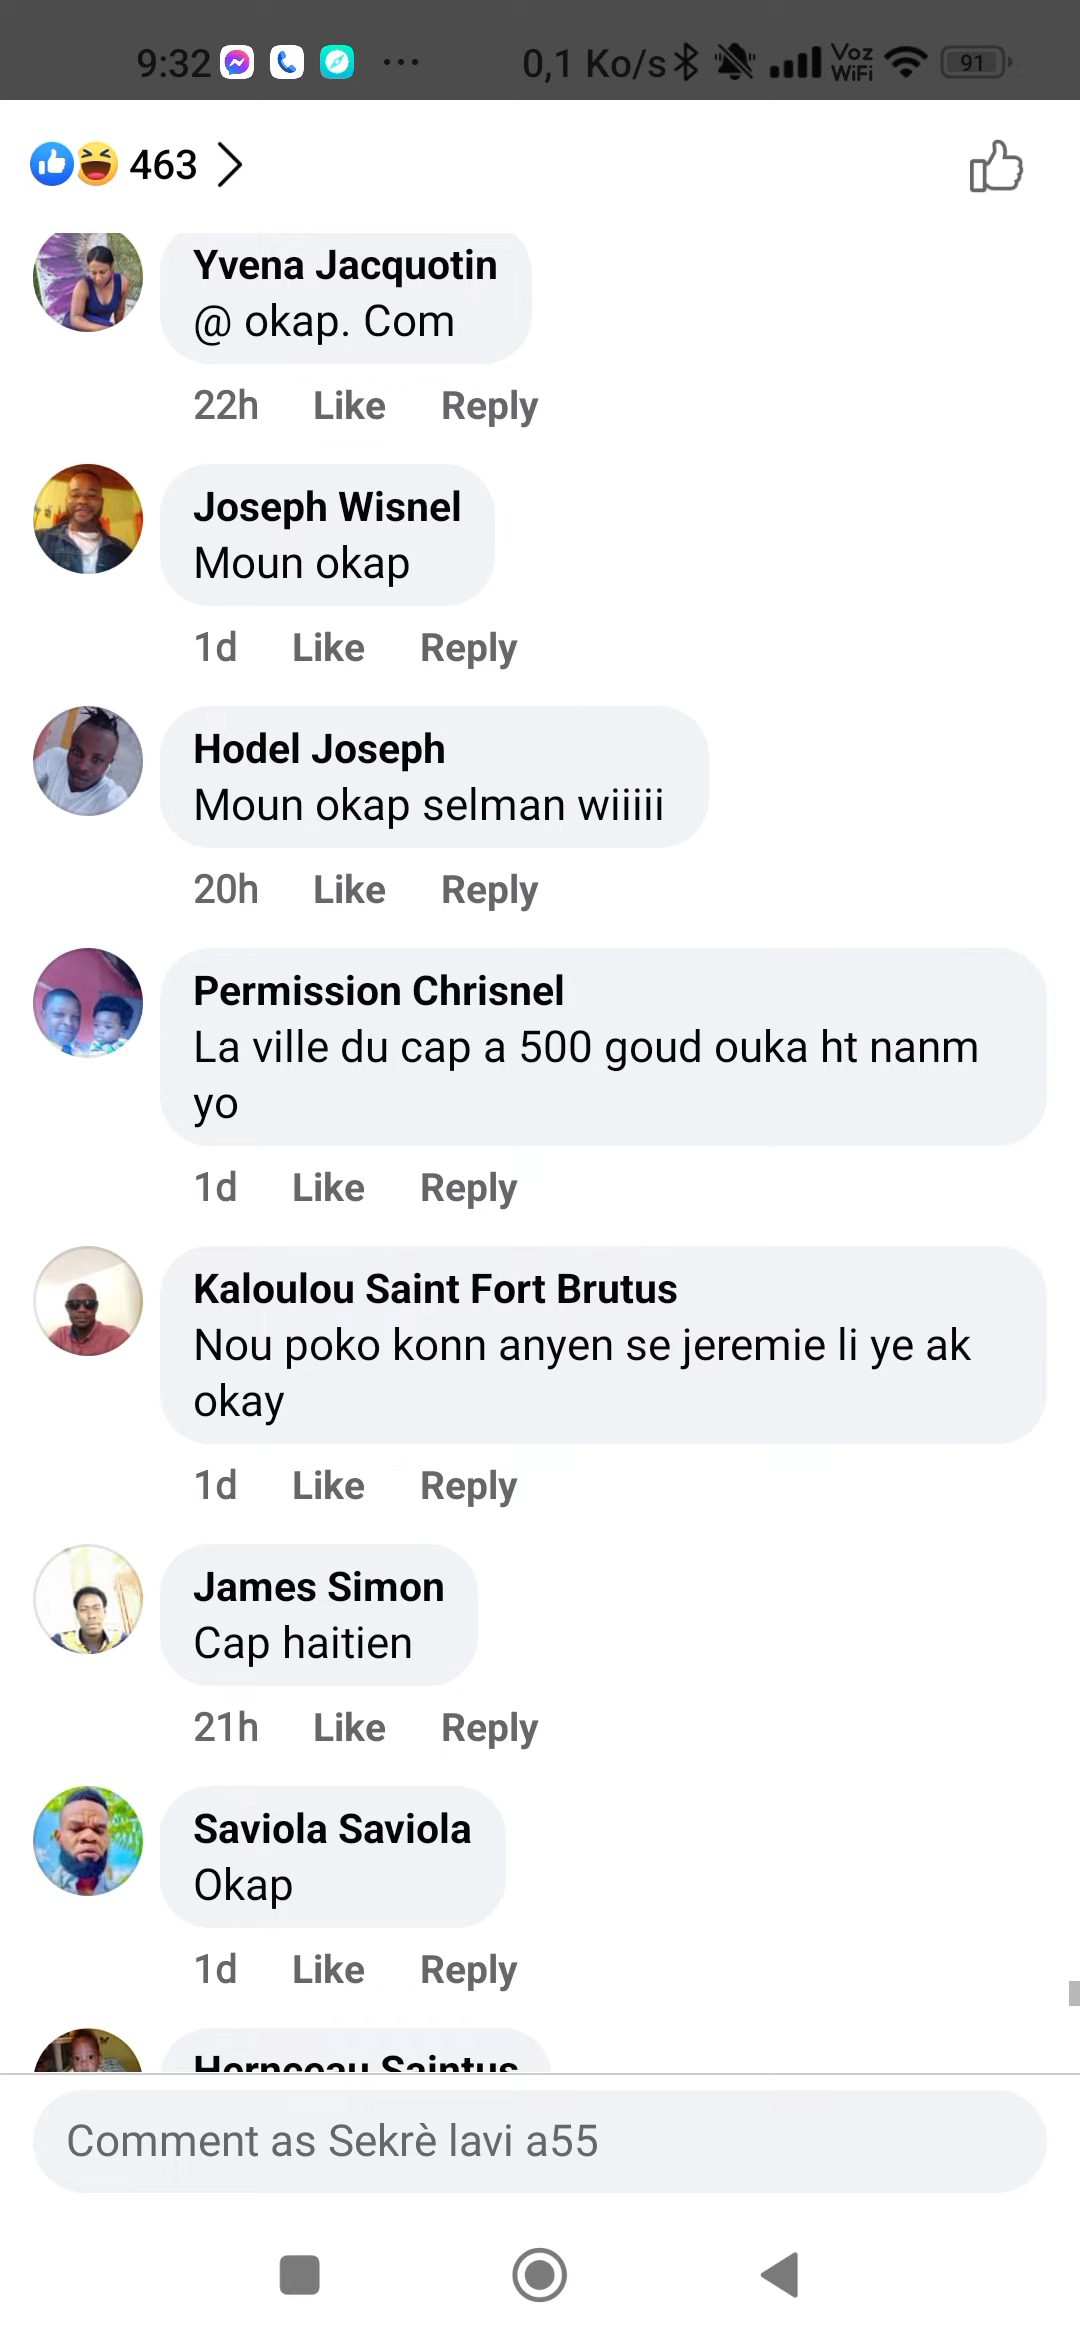 9:32 ... 0,1 Ko/s Voz WiFi 91
463
Yvena Jacquotin
@ okap. Com
22h Like Reply
Joseph Wisnel
Moun okap
1d Like Reply
Hodel Joseph
Moun okap selman wiiiii
20h Like Reply
Permission Chrisnel
La ville du cap a 500 goud ouka ht nanm
yo
1d Like Reply
Kaloulou Saint Fort Brutus
Nou poko konn anyen se jeremie li ye ak
okay
1d Like Reply
James Simon
Cap haitien
21h Like Reply
Saviola Saviola
Okap
1d Like Reply
Saintus
Comment as Sekrè lavi a55